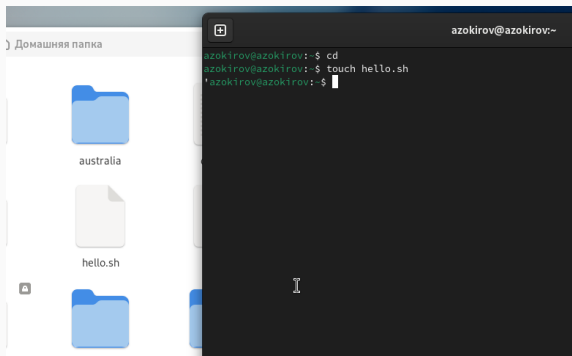 Домашняя папка
australia
hello.sh
azokirov@azokirov:~
azokirov@azokirov:~$ cd
azokirov@azokirov:~$ touch hello.sh
'azokirov@azokirov:~$